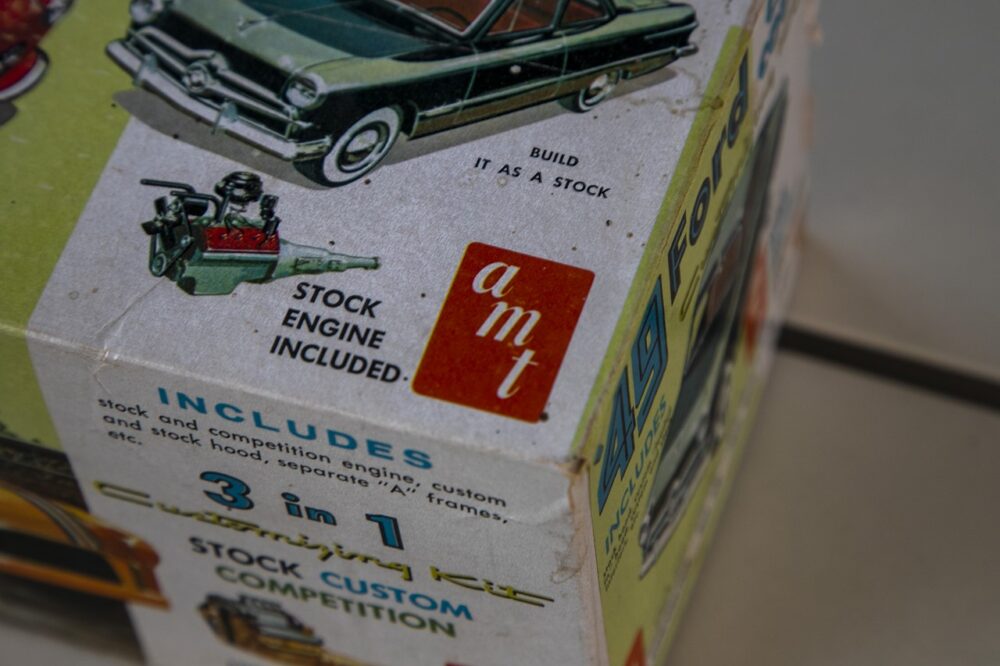 BUILD
IT AS A STOCK
STOCK
ENGINE
INCLUDED
a
m
t
INCLUDES
stock and competition engine, custom
and stock hood, separate "A" frames,
etc.
3 in 1
Customizing Kit
STOCK CUSTOM
COMPETITION
49 Ford
INCLUDES